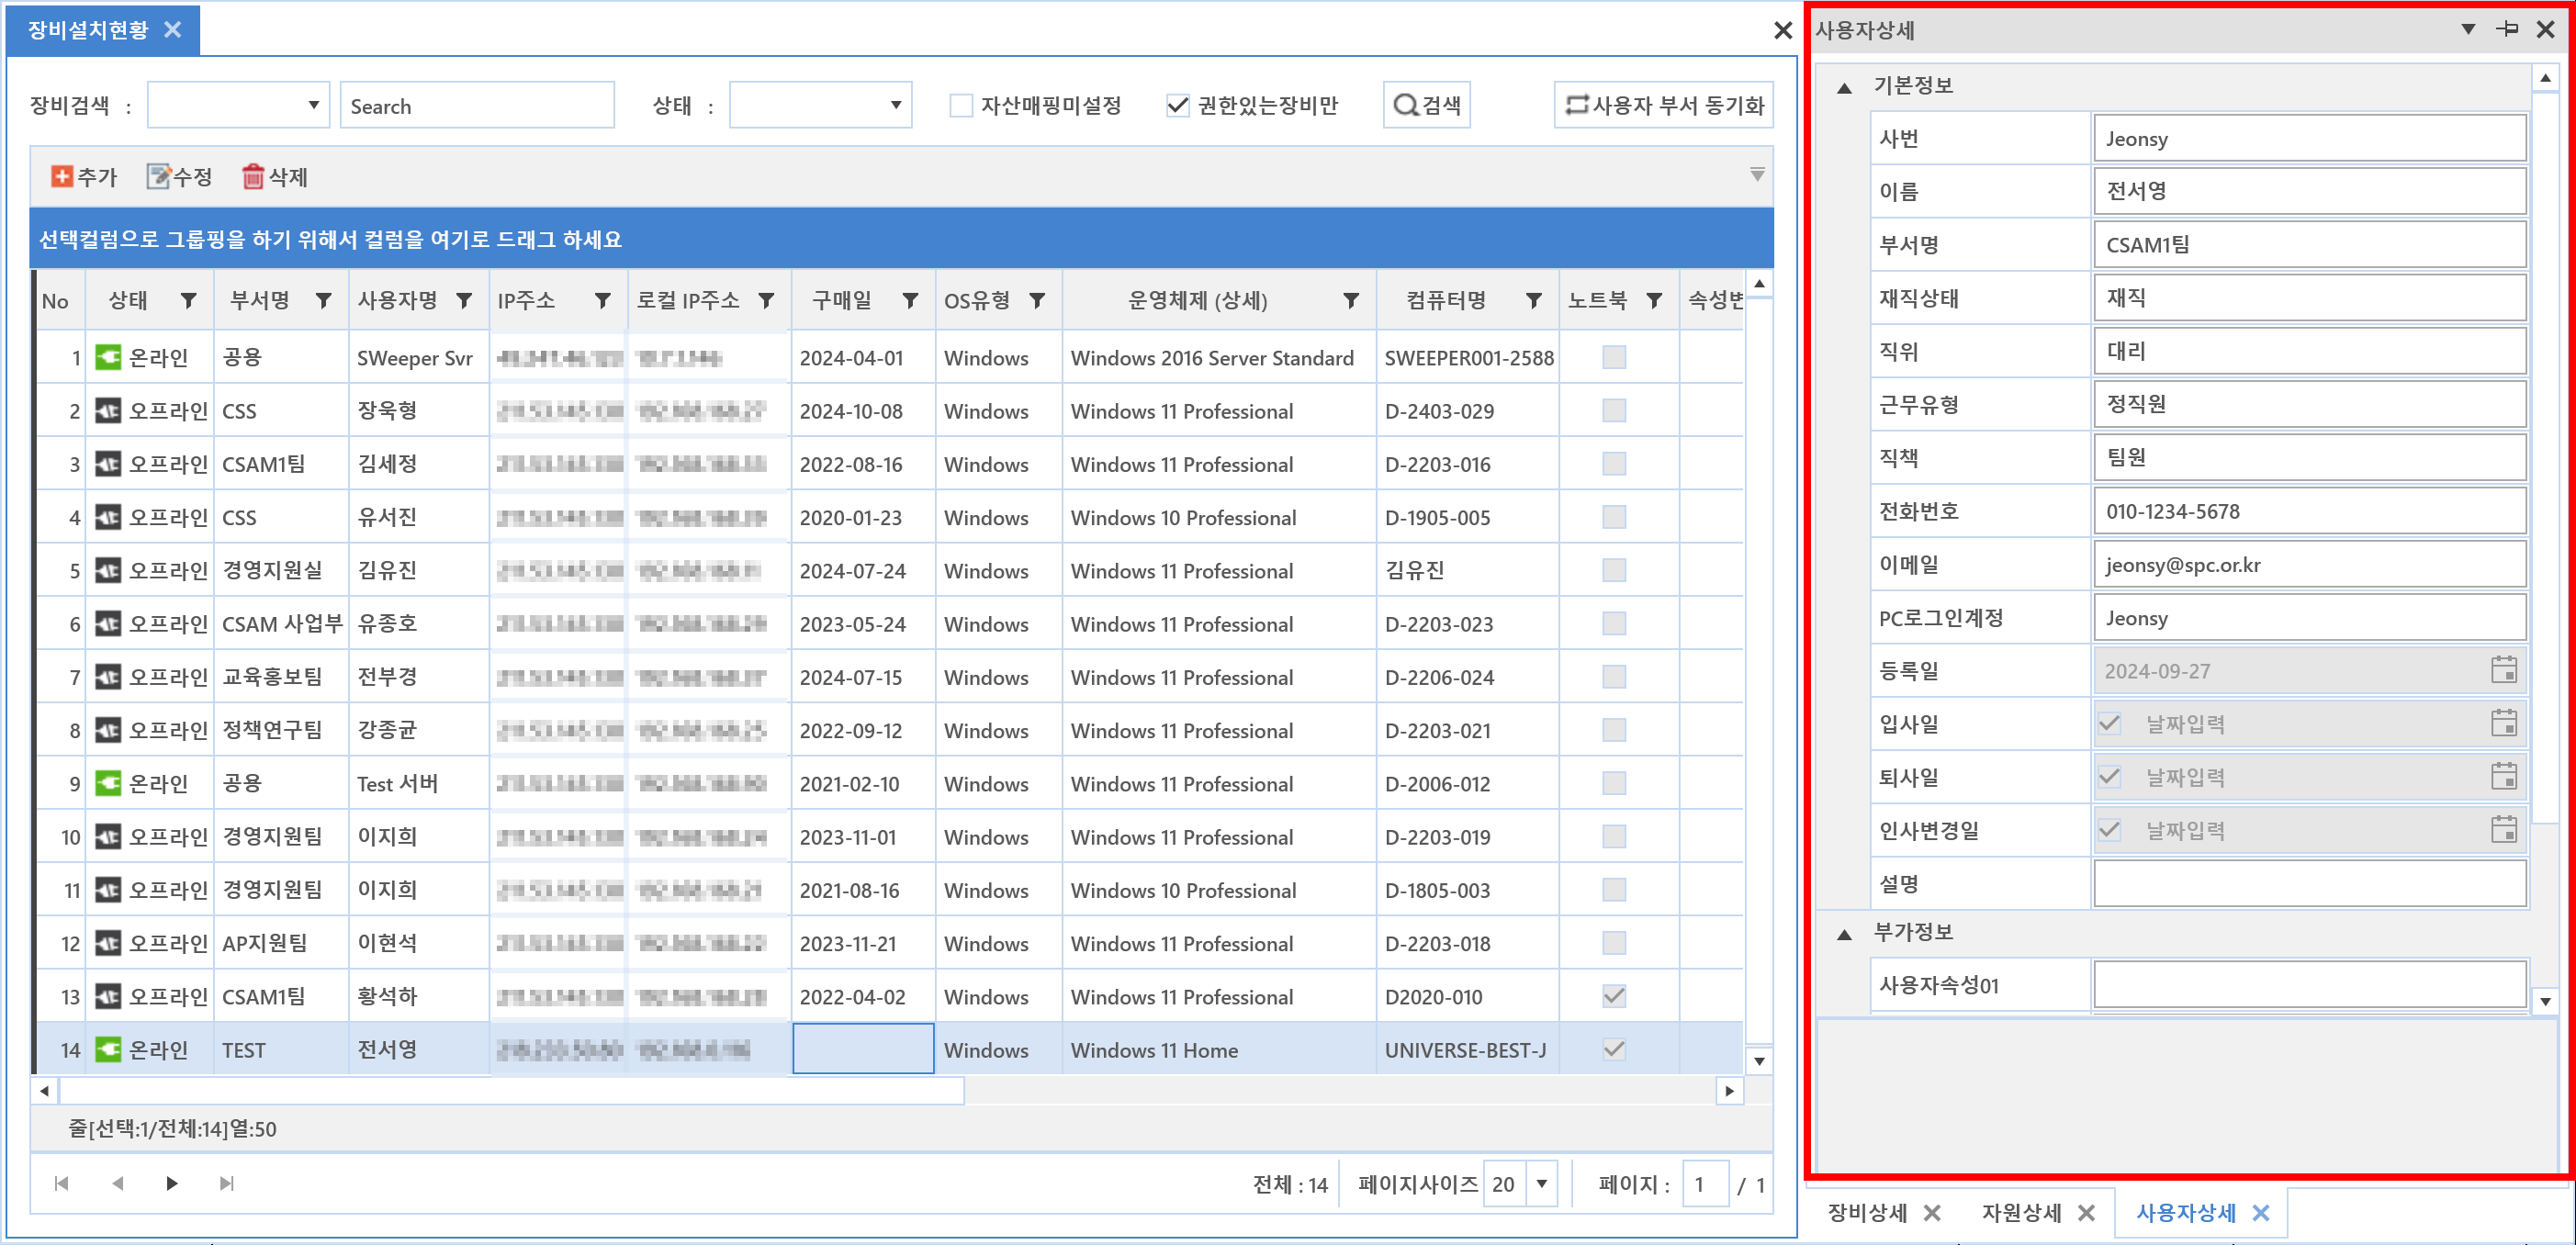 장비설치현황
장비검색 : Search 상태 : 자산매핑미설정 권한있는장비만 검색 사용자 부서 동기화
추가 수정 삭제
선택컬럼으로 그룹핑을 하기 위해서 컬럼을 여기로 드래그 하세요
No 상태 부서명 사용자명 IP주소 로컬 IP주소 구매일 OS유형 운영체제 (상세) 컴퓨터명 노트북 속성변
1 온라인 공용 SWeeper Svr 2024-04-01 Windows Windows 2016 Server Standard SWEEPER001-2588
2 오프라인 CSS 장욱형 2024-10-08 Windows Windows 11 Professional D-2403-029
3 오프라인 CSAM1팀 김세정 2022-08-16 Windows Windows 11 Professional D-2203-016
4 오프라인 CSS 유서진 2020-01-23 Windows Windows 10 Professional D-1905-005
5 오프라인 경영지원실 김유진 2024-07-24 Windows Windows 11 Professional 김유진
6 오프라인 CSAM 사업부 유종호 2023-05-24 Windows Windows 11 Professional D-2203-023
7 오프라인 교육홍보팀 전부경 2024-07-15 Windows Windows 11 Professional D-2206-024
8 오프라인 정책연구팀 강종균 2022-09-12 Windows Windows 11 Professional D-2203-021
9 온라인 공용 Test 서버 2021-02-10 Windows Windows 11 Professional D-2006-012
10 오프라인 경영지원팀 이지희 2023-11-01 Windows Windows 11 Professional D-2203-019
11 오프라인 경영지원팀 이지희 2021-08-16 Windows Windows 10 Professional D-1805-003
12 오프라인 AP지원팀 이현석 2023-11-21 Windows Windows 11 Professional D-2203-018
13 오프라인 CSAM1팀 황석하 2022-04-02 Windows Windows 11 Professional D2020-010
14 온라인 TEST 전서영 Windows Windows 11 Home UNIVERSE-BEST-J
줄[선택:1/전체:14]열:50
전체 : 14 페이지사이즈 20 페이지 : 1 / 1
사용자상세
기본정보
사번 Jeonsy
이름 전서영
부서명 CSAM1팀
재직상태 재직
직위 대리
근무유형 정직원
직책 팀원
전화번호 010-1234-5678
이메일 jeonsy@spc.or.kr
PC로그인계정 Jeonsy
등록일 2024-09-27
입사일 날짜입력
퇴사일 날짜입력
인사변경일 날짜입력
설명
부가정보
사용자속성01
장비상세 자원상세 사용자상세